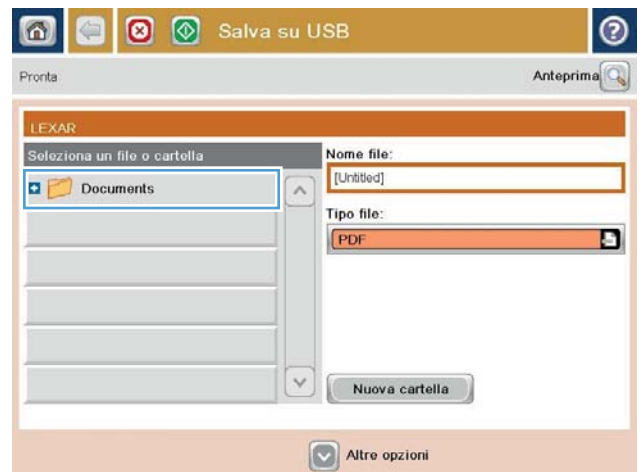 Salva su USB
Pronta
Anteprima
LEXAR
Seleziona un file o cartella
Nome file:
Documents
[Untitled]
Tipo file:
PDF
Nuova cartella
Altre opzioni